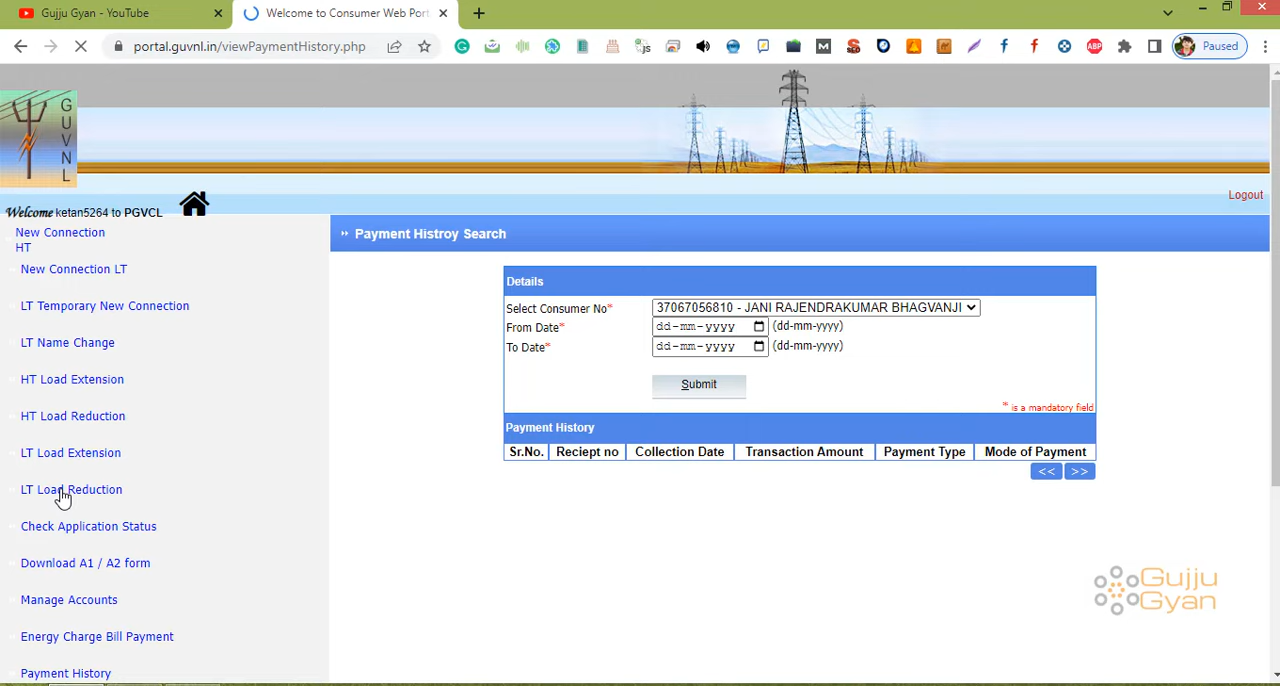 Gujju Gyan - YouTube
Welcome to Consumer Web Port
portal.guvnl.in/viewPaymentHistory.php
Paused
G
U
V
N
L
Logout
Welcome ketan5264 to PGVCL
New Connection
HT
New Connection LT
LT Temporary New Connection
LT Name Change
HT Load Extension
HT Load Reduction
LT Load Extension
LT Load Reduction
Check Application Status
Download A1 / A2 form
Manage Accounts
Energy Charge Bill Payment
Payment History
Payment Histroy Search
Details
Select Consumer No* 37067056810 - JANI RAJENDRAKUMAR BHAGVANJI
From Date* dd-mm-yyyy (dd-mm-yyyy)
To Date* dd-mm-yyyy (dd-mm-yyyy)
Submit
* is a mandatory field
Payment History
Sr.No. Reciept no Collection Date Transaction Amount Payment Type Mode of Payment
<< >>
Gujju
Gyan